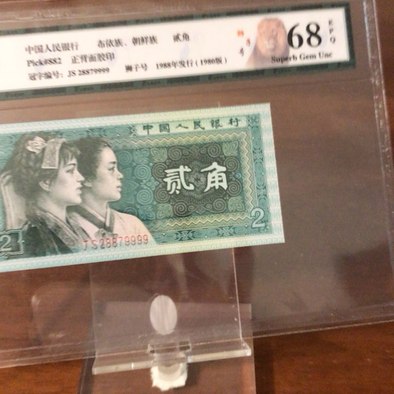 中国人民银行 布依族、朝鲜族 贰角
Pick#882 正背面胶印
狮子号 1988年发行(1980版)
冠字编号: JS 28879999
68 EPQ
Superb Gem Unc
中国人民银行
贰角
2
2
JS28879999